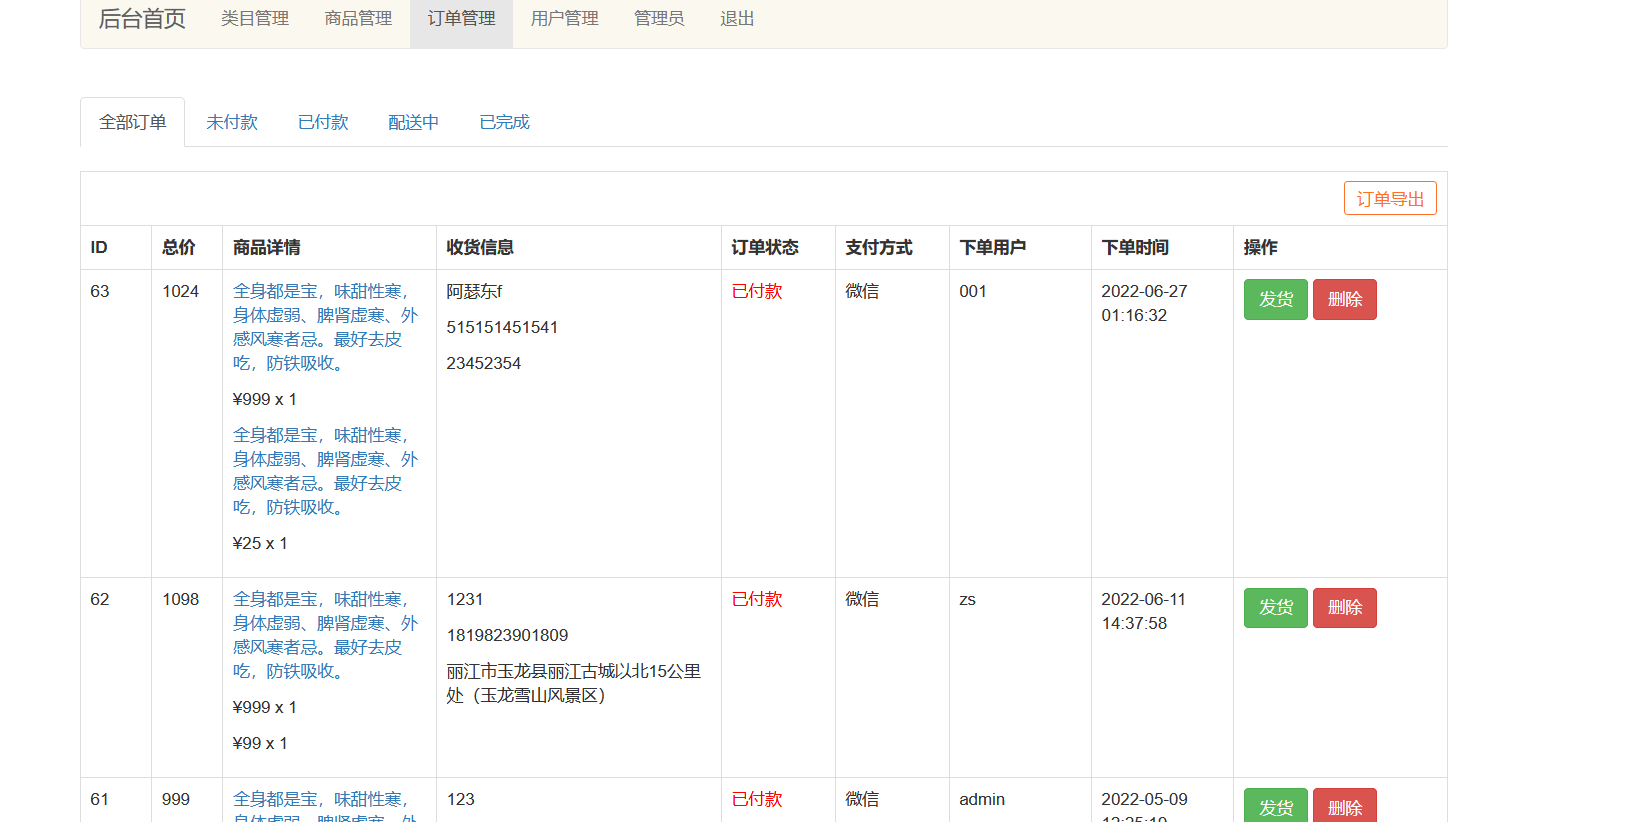 后台首页 类目管理 商品管理 订单管理 用户管理 管理员 退出
全部订单 未付款 已付款 配送中 已完成
订单导出
ID 总价 商品详情 收货信息 订单状态 支付方式 下单用户 下单时间 操作
63 1024 全身都是宝，味甜性寒， 阿瑟东f 已付款 微信 001 2022-06-27 发货 删除
身体虚弱、脾肾虚寒、外 515151451541 01:16:32
感风寒者忌。最好去皮
吃，防铁吸收。 23452354
¥999 x 1
全身都是宝，味甜性寒，
身体虚弱、脾肾虚寒、外
感风寒者忌。最好去皮
吃，防铁吸收。
¥25 x 1
62 1098 全身都是宝，味甜性寒， 1231 已付款 微信 zs 2022-06-11 发货 删除
身体虚弱、脾肾虚寒、外 1819823901809 14:37:58
感风寒者忌。最好去皮
吃，防铁吸收。 丽江市玉龙县丽江古城以北15公里
处（玉龙雪山风景区）
¥999 x 1
¥99 x 1
61 999 全身都是宝，味甜性寒， 123 已付款 微信 admin 2022-05-09 发货 删除